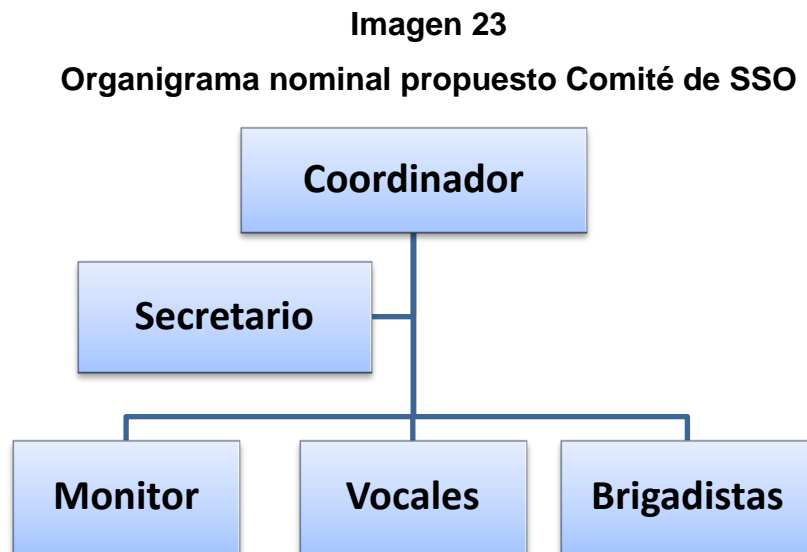 Imagen 23
Organigrama nominal propuesto Comité de SSO
Coordinador
Secretario
Monitor
Vocales
Brigadistas